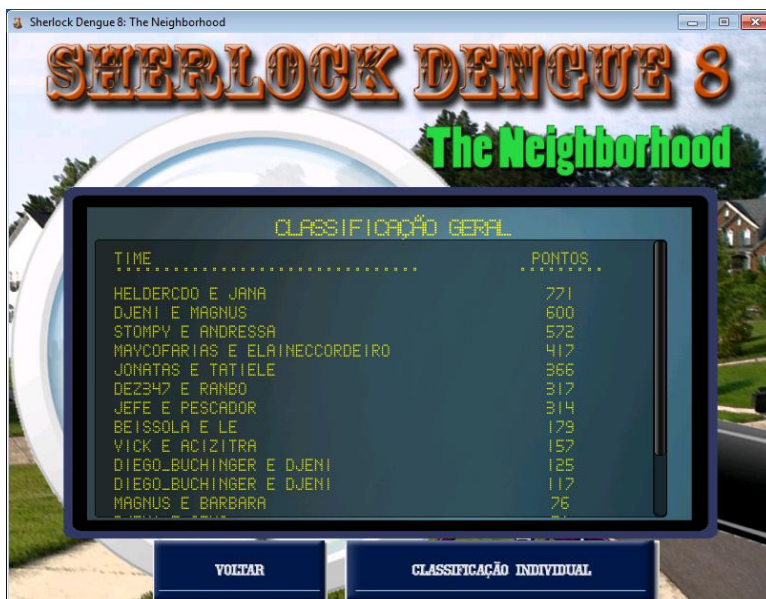 Sherlock Dengue 8: The Neighborhood
SHERLOCK DENGUE 8
The Neighborhood
CLASSIFICAÇÃO GERAL
TIME PONTOS
HELDERCDO E JANA 771
DJENI E MAGNUS 600
STOMPY E ANDRESSA 572
MAYCOFARIAS E ELAINECCORDEIRO 417
JONATAS E TATIELE 366
DEZ347 E RANBO 317
JEFE E PESCADOR 314
BEISSOLA E LE 179
VICK E ACIZITRA 157
DIEGO_BUCHINGER E DJENI 125
DIEGO_BUCHINGER E DJENI 117
MAGNUS E BARBARA 76
VOLTAR CLASSIFICAÇÃO INDIVIDUAL